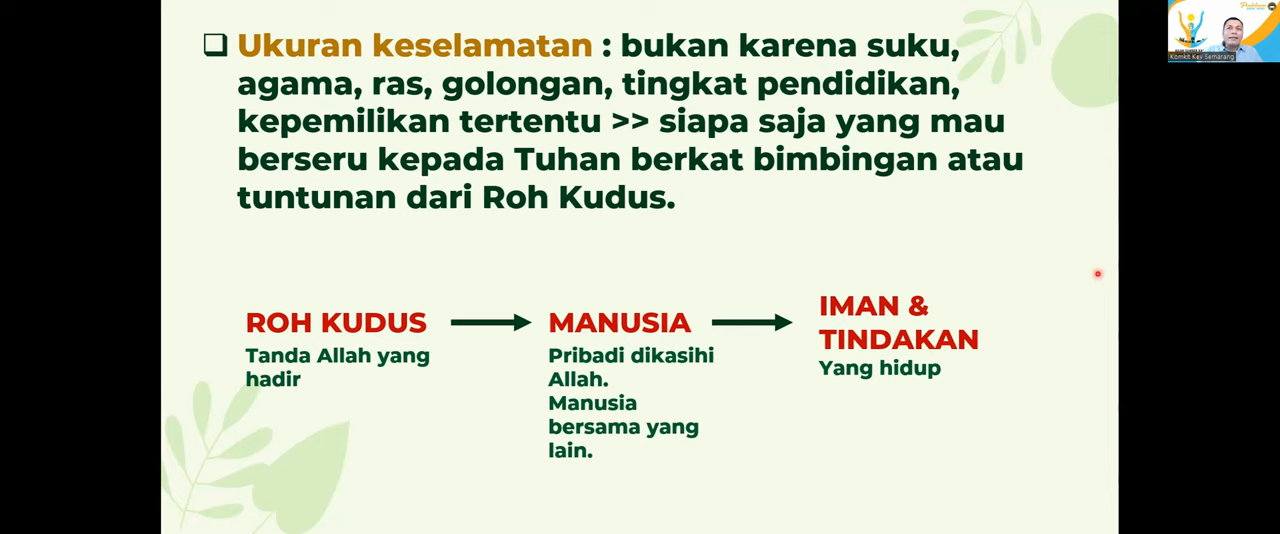 ❑ Ukuran keselamatan : bukan karena suku,
agama, ras, golongan, tingkat pendidikan,
kepemilikan tertentu >> siapa saja yang mau
berseru kepada Tuhan berkat bimbingan atau
tuntunan dari Roh Kudus.
ROH KUDUS
Tanda Allah yang
hadir
MANUSIA
Pribadi dikasihi
Allah.
Manusia
bersama yang
lain.
IMAN &
TINDAKAN
Yang hidup
Komkit Kev Semarang